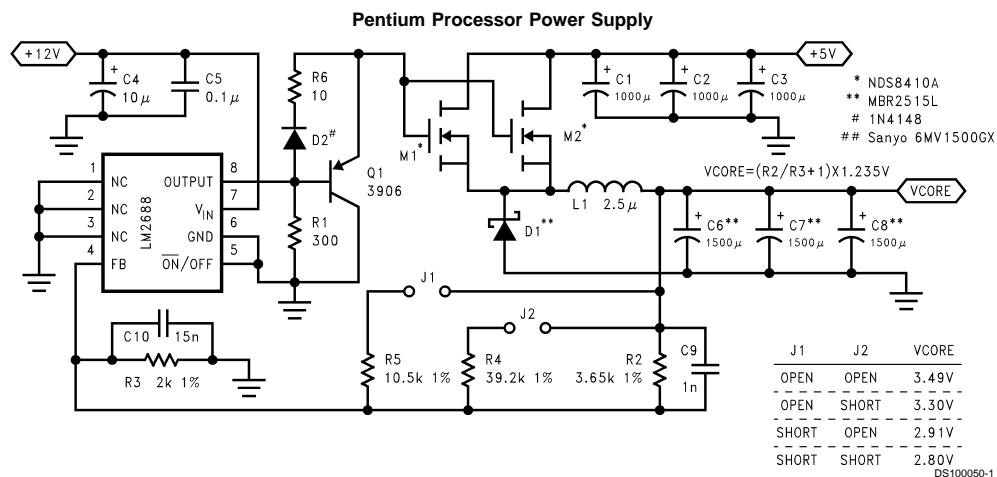 Pentium Processor Power Supply
+12V
+ C4
10μ
C5
0.1μ
R6
10
D2#
Q1
3906
R1
300
M1*
M2*
+5V
+ C1
1000μ
+ C2
1000μ
+ C3
1000μ
* NDS8410A
** MBR2515L
# 1N4148
## Sanyo 6MV1500GX
VCORE=(R2/R3+1)X1.235V
VCORE
L1 2.5μ
D1**
+ C6**
1500μ
+ C7**
1500μ
+ C8**
1500μ
LM2688
1 NC
2 NC
3 NC
4 FB
OUTPUT 8
VIN 7
GND 6
ON/OFF 5
C10 15n
R3 2k 1%
J1
J2
R5
10.5k 1%
R4
39.2k 1%
R2
3.65k 1%
C9
1n
J1 J2 VCORE
OPEN OPEN 3.49V
OPEN SHORT 3.30V
SHORT OPEN 2.91V
SHORT SHORT 2.80V
DS100050-1